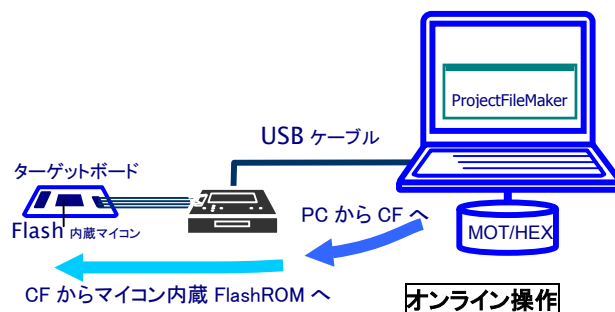 ProjectFileMaker
USB ケーブル
ターゲットボード
Flash 内蔵マイコン
PC から CF へ
MOT/HEX
CF からマイコン内蔵 FlashROM へ
オンライン操作